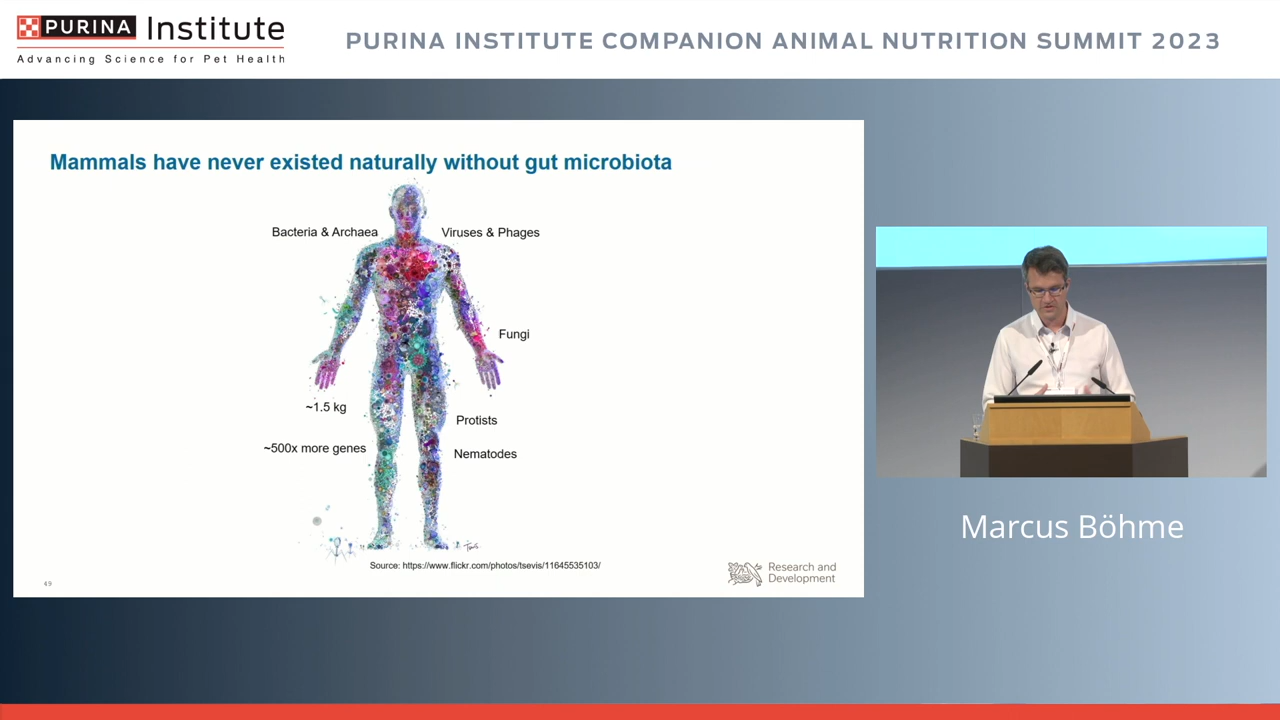 PURINA Institute
Advancing Science for Pet Health
PURINA INSTITUTE COMPANION ANIMAL NUTRITION SUMMIT 2023
Mammals have never existed naturally without gut microbiota
Bacteria & Archaea
Viruses & Phages
Fungi
~1.5 kg
Protists
~500x more genes
Nematodes
Source: https://www.flickr.com/photos/tsevis/11645535103/
49
Research and
Development
Marcus Böhme